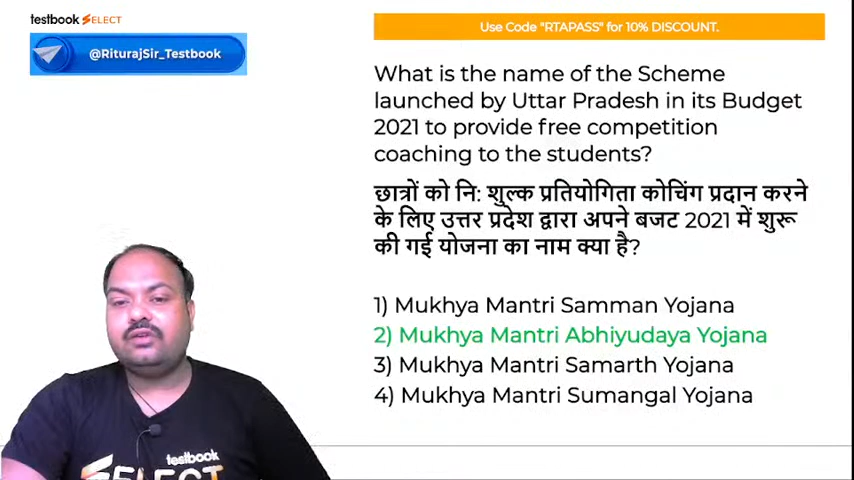 testbook SELECT
@RiturajSir_Testbook
Use Code "RTAPASS" for 10% DISCOUNT.
What is the name of the Scheme
launched by Uttar Pradesh in its Budget
2021 to provide free competition
coaching to the students?
छात्रों को नि: शुल्क प्रतियोगिता कोचिंग प्रदान करने
के लिए उत्तर प्रदेश द्वारा अपने बजट 2021 में शुरू
की गई योजना का नाम क्या है?
1) Mukhya Mantri Samman Yojana
2) Mukhya Mantri Abhiyudaya Yojana
3) Mukhya Mantri Samarth Yojana
4) Mukhya Mantri Sumangal Yojana
testbook
SELECT